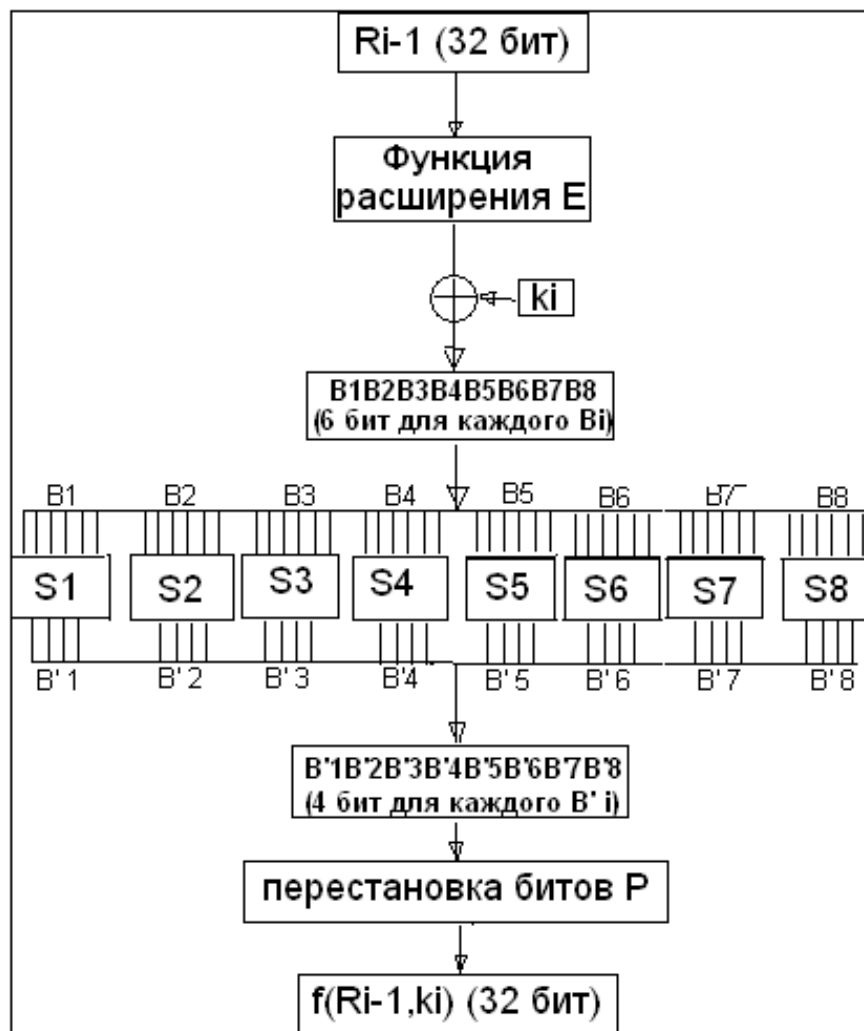 Ri-1 (32 бит)
Функция
расширения E
ki
B1B2B3B4B5B6B7B8
(6 бит для каждого Bi)
B1 B2 B3 B4 B5 B6 B7 B8
S1 S2 S3 S4 S5 S6 S7 S8
B'1 B'2 B'3 B'4 B'5 B'6 B'7 B'8
B'1B'2B'3B'4B'5B'6B'7B'8
(4 бит для каждого B' i)
перестановка битов P
f(Ri-1,ki) (32 бит)